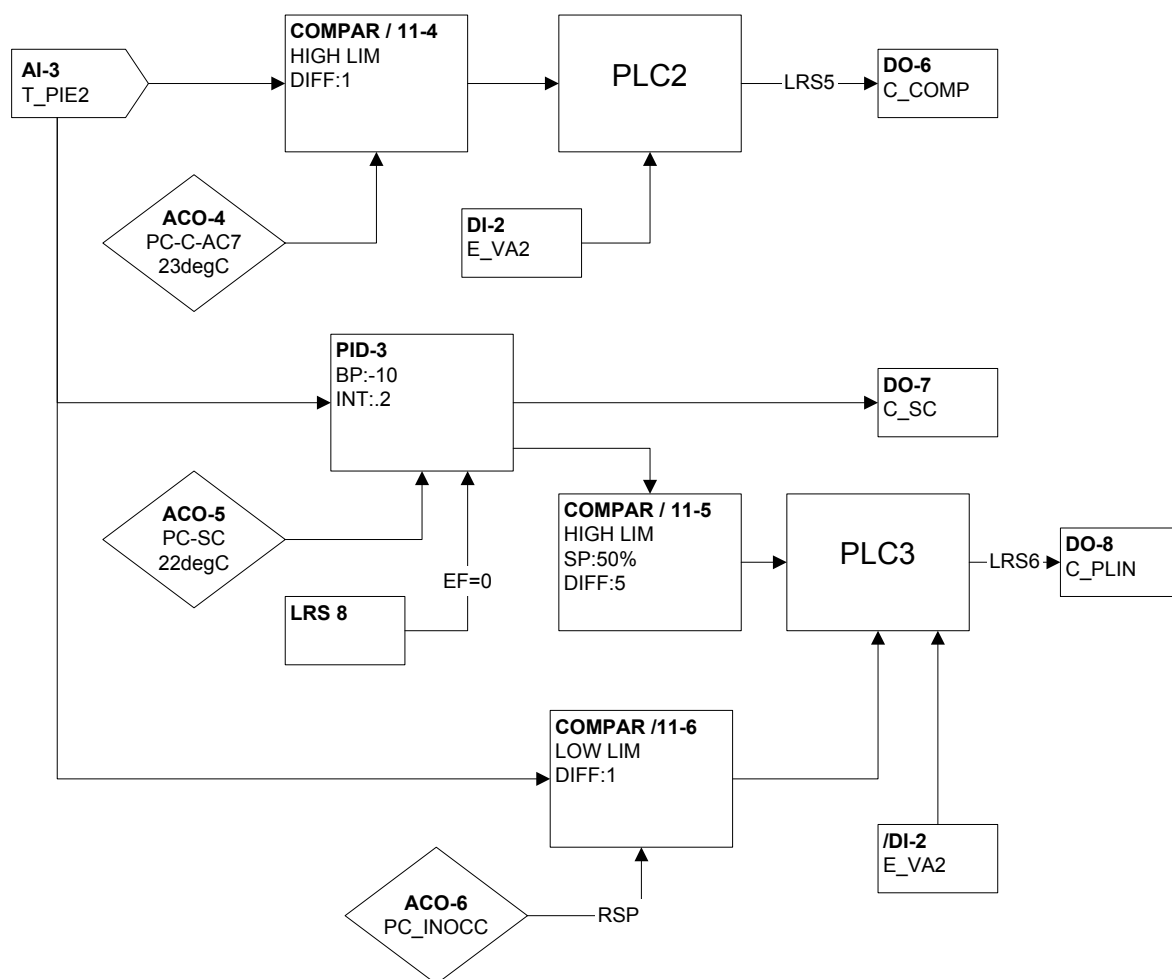 AI-3
T_PIE2
COMPAR / 11-4
HIGH LIM
DIFF:1
PLC2
LRS5
DO-6
C_COMP
ACO-4
PC-C-AC7
23degC
DI-2
E_VA2
PID-3
BP:-10
INT:.2
DO-7
C_SC
ACO-5
PC-SC
22degC
EF=0
LRS 8
COMPAR / 11-5
HIGH LIM
SP:50%
DIFF:5
PLC3
LRS6
DO-8
C_PLIN
COMPAR /11-6
LOW LIM
DIFF:1
/DI-2
E_VA2
ACO-6
PC_INOCC
RSP